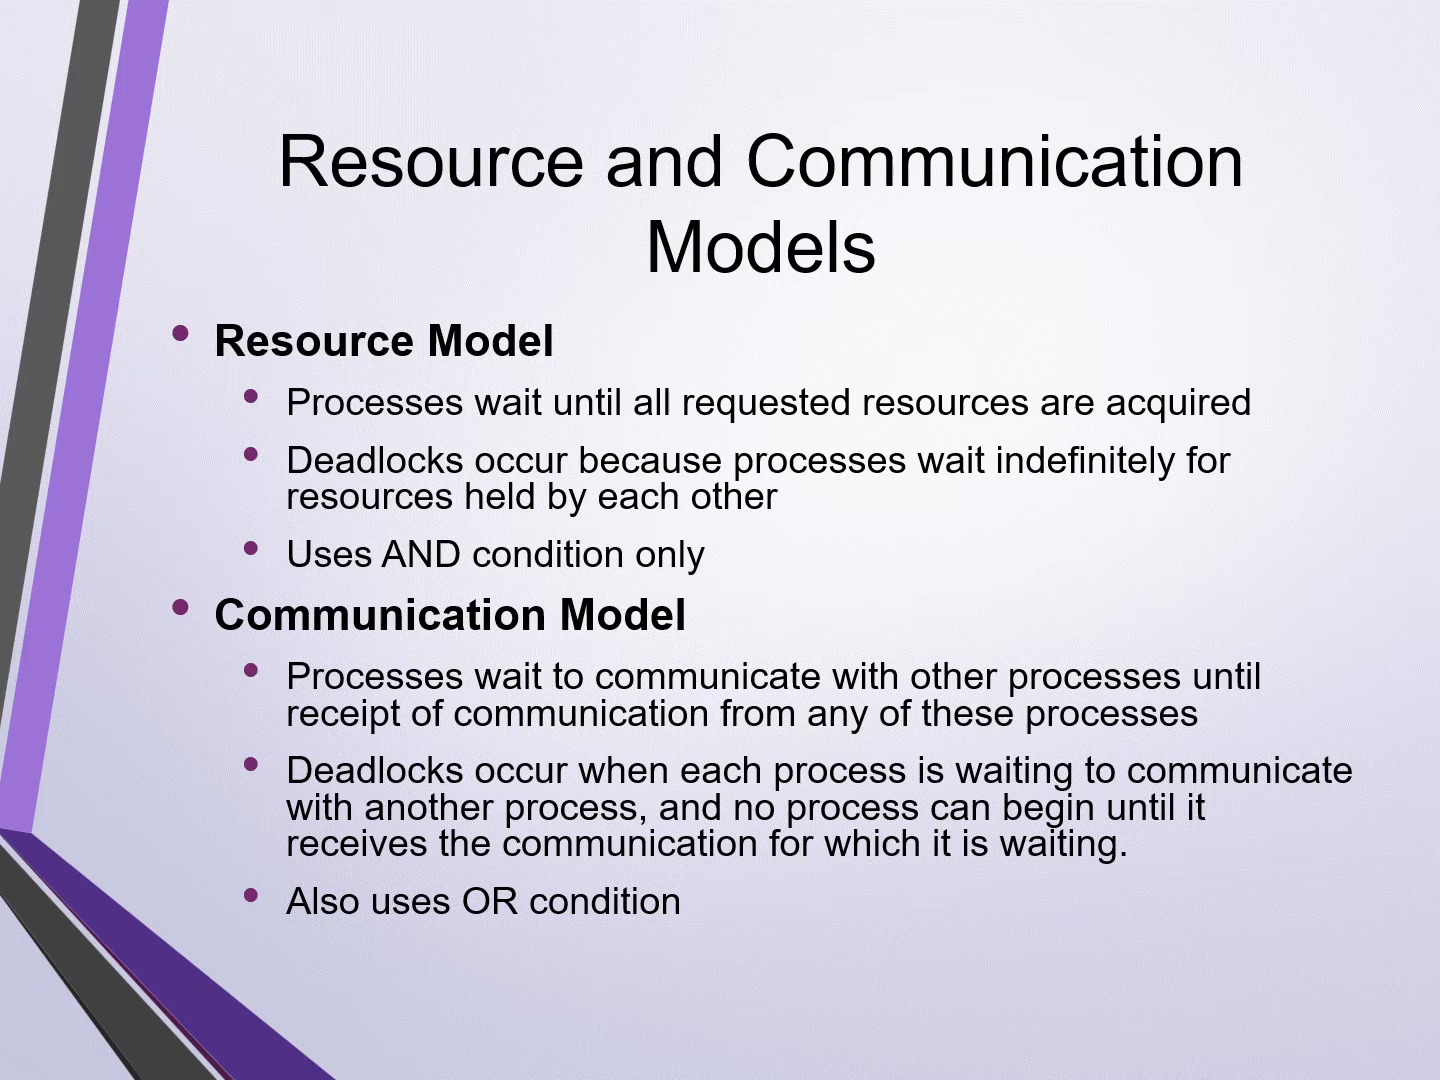 Resource and Communication
Models
• Resource Model
• Processes wait until all requested resources are acquired
• Deadlocks occur because processes wait indefinitely for
resources held by each other
• Uses AND condition only
• Communication Model
• Processes wait to communicate with other processes until
receipt of communication from any of these processes
• Deadlocks occur when each process is waiting to communicate
with another process, and no process can begin until it
receives the communication for which it is waiting.
• Also uses OR condition